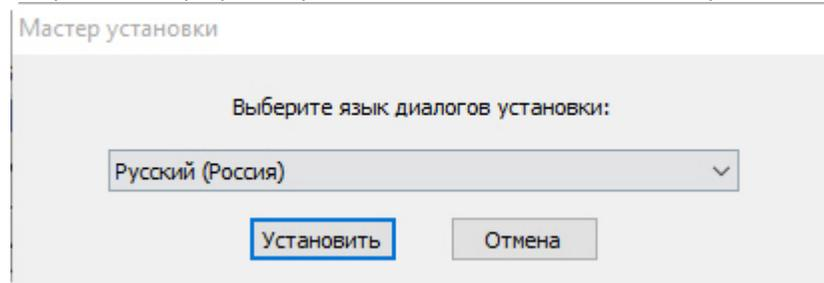 Мастер установки
Выберите язык диалогов установки:
Русский (Россия)
Установить Отмена